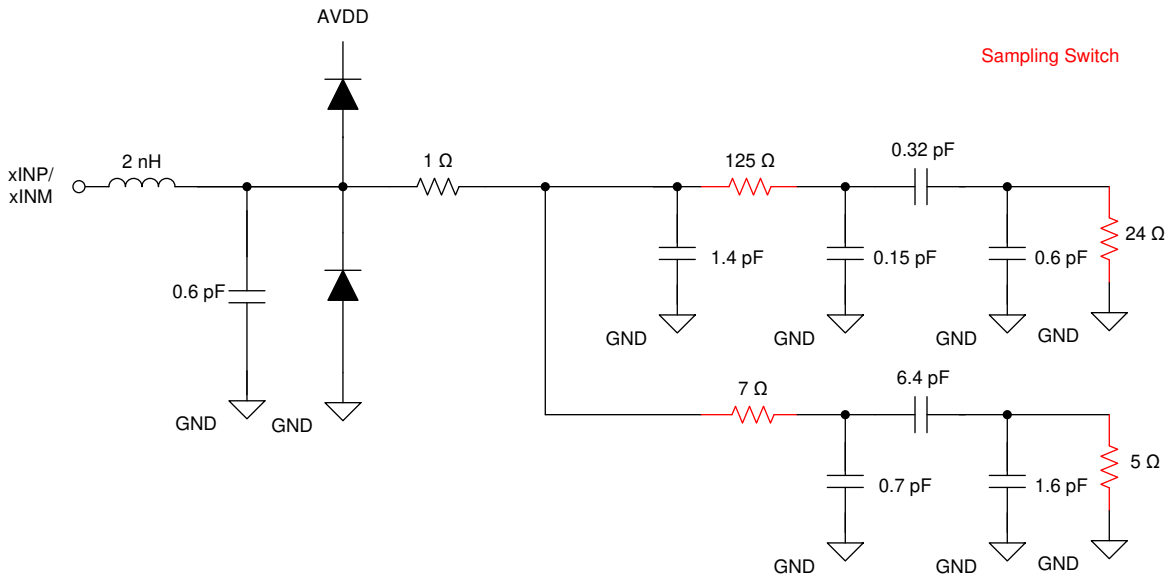 AVDD
Sampling Switch
xINP/
xINM
2 nH
1 Ω
125 Ω
0.32 pF
24 Ω
0.6 pF
1.4 pF
0.15 pF
0.6 pF
GND
GND
GND
GND
GND
GND
7 Ω
6.4 pF
5 Ω
0.7 pF
1.6 pF
GND
GND
GND